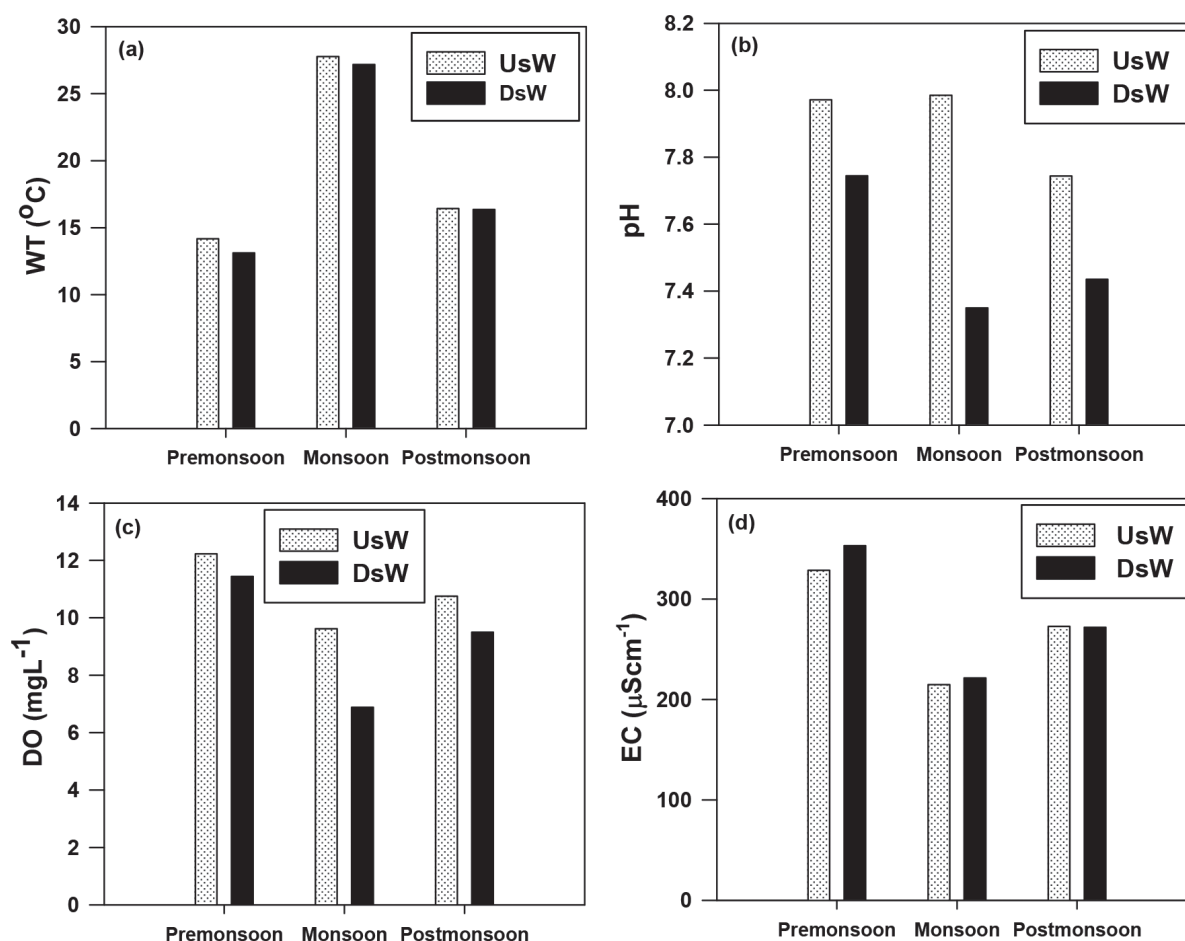 (a)
UsW
DsW
30
25
20
15
10
5
0
WT (°C)
Premonsoon Monsoon Postmonsoon
(b)
UsW
DsW
8.2
8.0
7.8
7.6
7.4
7.2
7.0
pH
Premonsoon Monsoon Postmonsoon
(c)
UsW
DsW
14
12
10
8
6
4
2
0
DO (mgL⁻¹)
Premonsoon Monsoon Postmonsoon
(d)
UsW
DsW
400
300
200
100
0
EC (μScm⁻¹)
Premonsoon Monsoon Postmonsoon